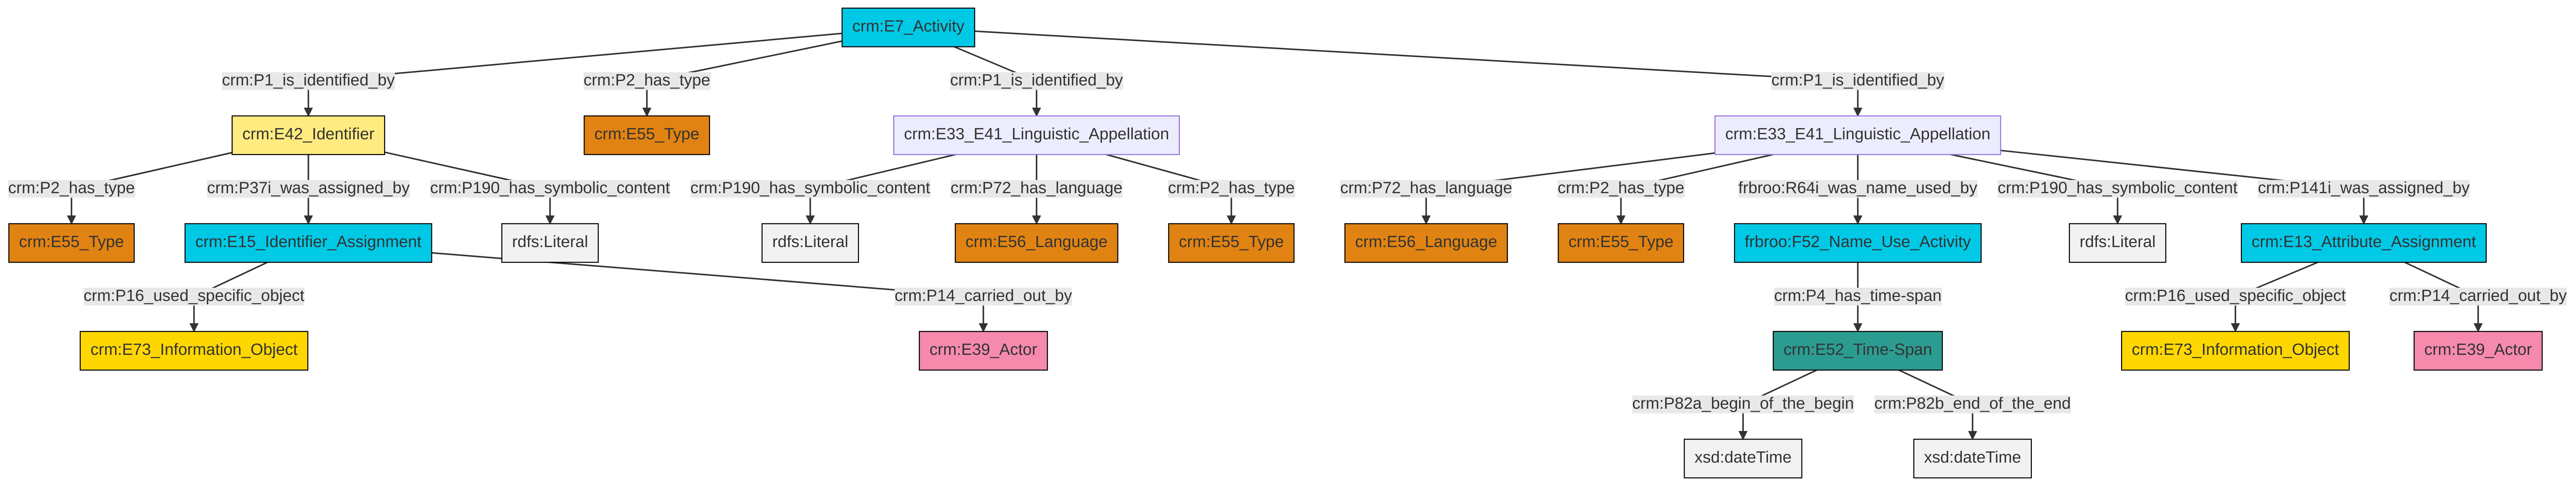 crm:E7_Activity
crm:P1_is_identified_by
crm:P2_has_type
crm:P1_is_identified_by
crm:P1_is_identified_by
crm:E42_Identifier
crm:E55_Type
crm:E33_E41_Linguistic_Appellation
crm:E33_E41_Linguistic_Appellation
crm:P2_has_type
crm:P37i_was_assigned_by
crm:P190_has_symbolic_content
crm:P190_has_symbolic_content
crm:P72_has_language
crm:P2_has_type
crm:P72_has_language
crm:P2_has_type
frbroo:R64i_was_name_used_by
crm:P190_has_symbolic_content
crm:P141i_was_assigned_by
crm:E55_Type
crm:E15_Identifier_Assignment
rdfs:Literal
rdfs:Literal
crm:E56_Language
crm:E55_Type
crm:E56_Language
crm:E55_Type
frbroo:F52_Name_Use_Activity
rdfs:Literal
crm:E13_Attribute_Assignment
crm:P16_used_specific_object
crm:P14_carried_out_by
crm:P4_has_time-span
crm:P16_used_specific_object
crm:P14_carried_out_by
crm:E73_Information_Object
crm:E39_Actor
crm:E52_Time-Span
crm:E73_Information_Object
crm:E39_Actor
crm:P82a_begin_of_the_begin
crm:P82b_end_of_the_end
xsd:dateTime
xsd:dateTime